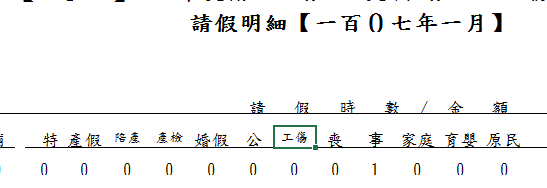 請假明細【一百0七年一月】
請 假 時 數 / 金 額
特 產假 陪產 產檢 婚假 公 工傷 喪 事 家庭 育嬰 原民
0 0 0 0 0 0 0 0 1 0 0 0